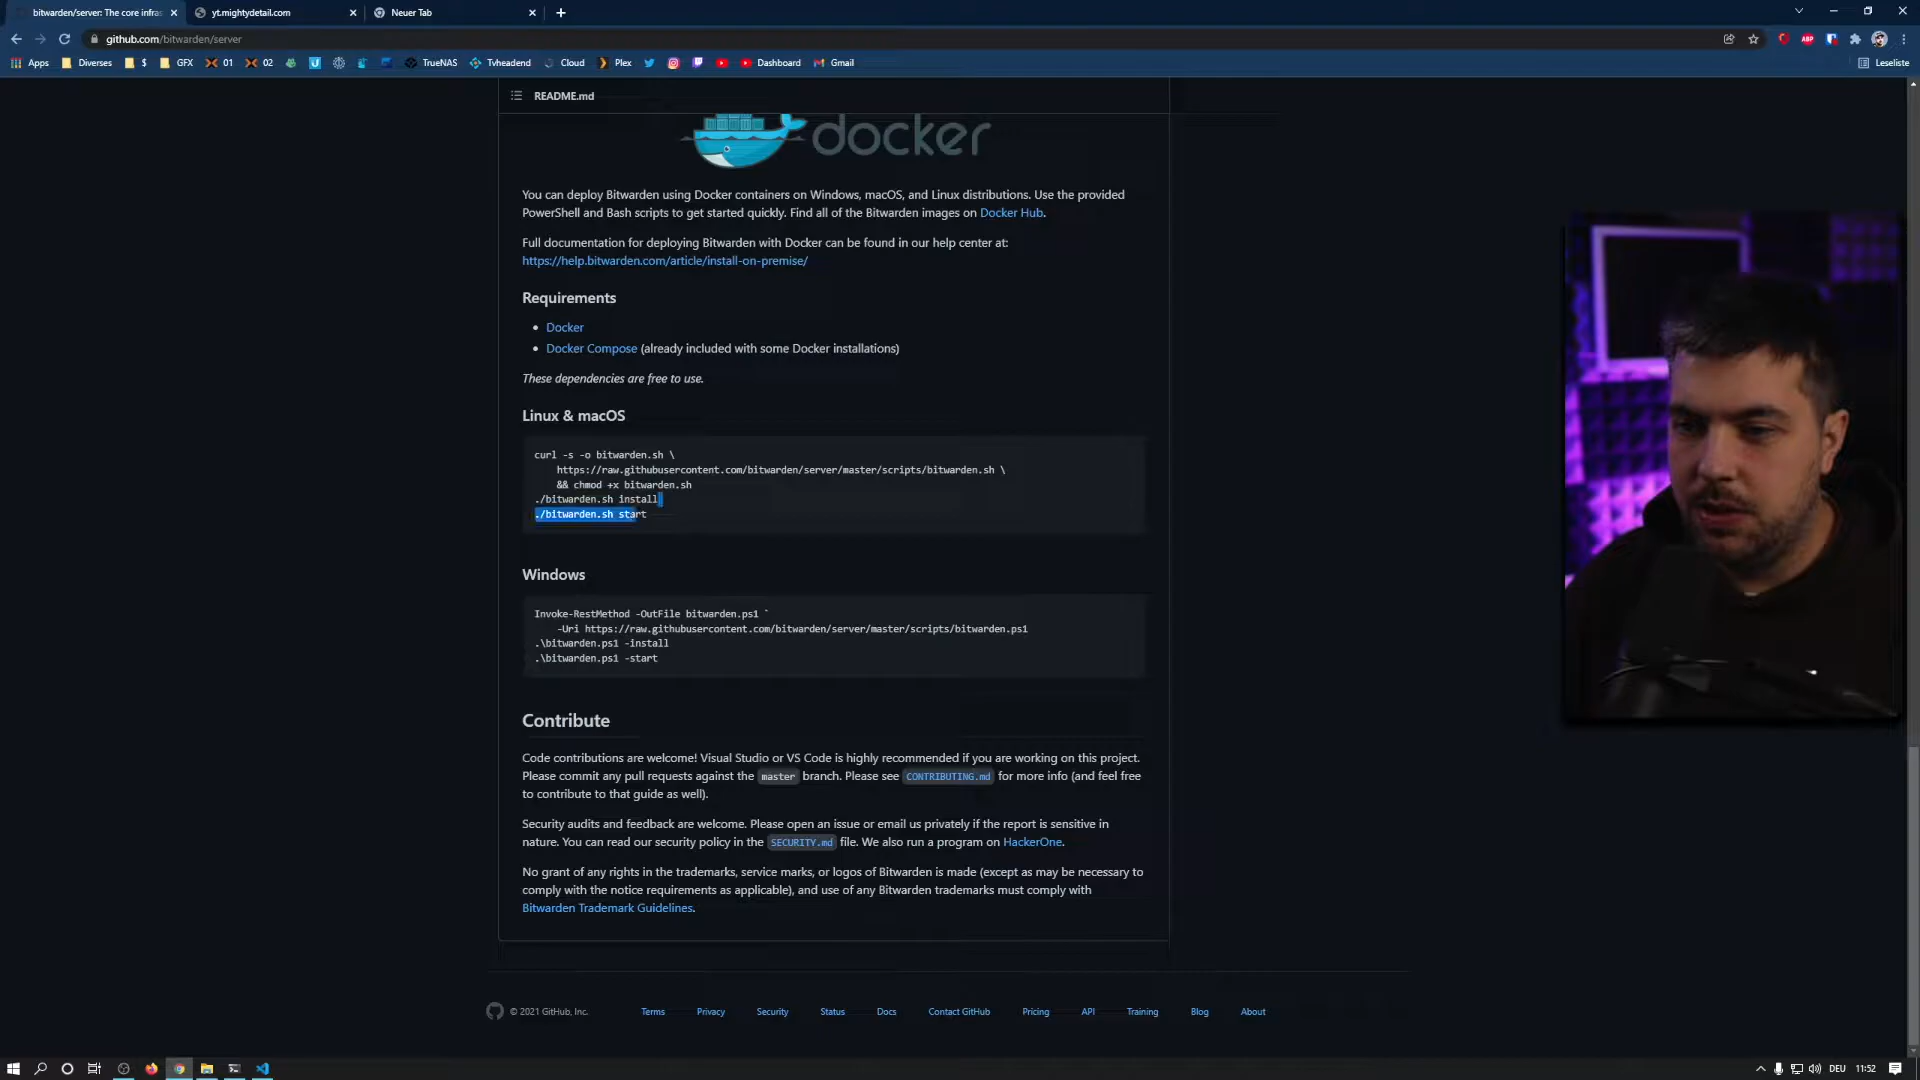 bitwarden/server: The core infras
yt.mightydetail.com
Neuer Tab
github.com/bitwarden/server
Apps
Diverses
$
GFX
01
02
TrueNAS
Tvheadend
Cloud
Plex
Dashboard
Gmail
Leseliste
ABP
README.md
docker
You can deploy Bitwarden using Docker containers on Windows, macOS, and Linux distributions. Use the provided
PowerShell and Bash scripts to get started quickly. Find all of the Bitwarden images on Docker Hub.
Full documentation for deploying Bitwarden with Docker can be found in our help center at:
https://help.bitwarden.com/article/install-on-premise/
Requirements
Docker
Docker Compose (already included with some Docker installations)
These dependencies are free to use.
Linux & macOS
curl -s -o bitwarden.sh \
https://raw.githubusercontent.com/bitwarden/server/master/scripts/bitwarden.sh \
&& chmod +x bitwarden.sh
./bitwarden.sh install
./bitwarden.sh start
Windows
Invoke-RestMethod -OutFile bitwarden.ps1 `
-Uri https://raw.githubusercontent.com/bitwarden/server/master/scripts/bitwarden.ps1
.\bitwarden.ps1 -install
.\bitwarden.ps1 -start
Contribute
Code contributions are welcome! Visual Studio or VS Code is highly recommended if you are working on this project.
Please commit any pull requests against the master branch. Please see CONTRIBUTING.md for more info (and feel free
to contribute to that guide as well).
Security audits and feedback are welcome. Please open an issue or email us privately if the report is sensitive in
nature. You can read our security policy in the SECURITY.md file. We also run a program on HackerOne.
No grant of any rights in the trademarks, service marks, or logos of Bitwarden is made (except as may be necessary to
comply with the notice requirements as applicable), and use of any Bitwarden trademarks must comply with
Bitwarden Trademark Guidelines.
© 2021 GitHub, Inc.
Terms
Privacy
Security
Status
Docs
Contact GitHub
Pricing
API
Training
Blog
About
DEU
11:52